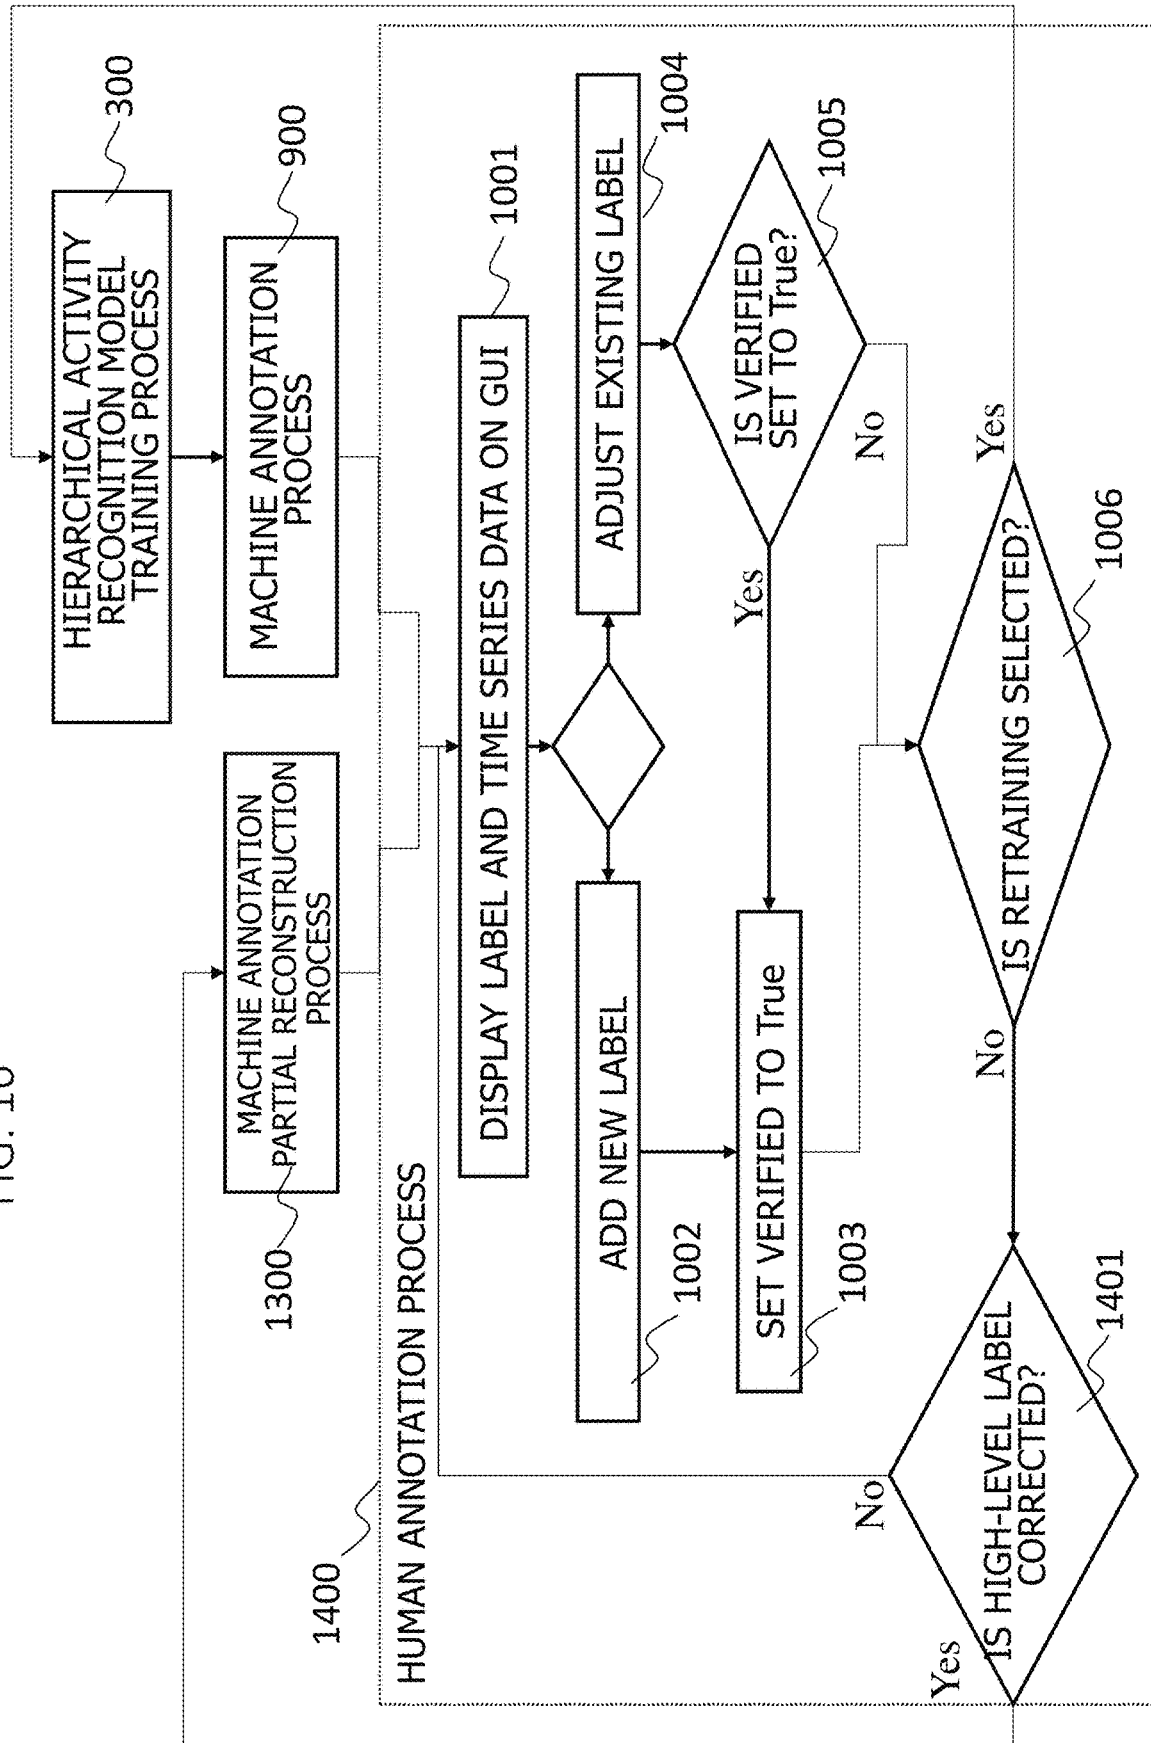 FIG.
HIERARCHICAL ACTIVITY
RECOGNITION MODEL
TRAINING PROCESS
300
MACHINE ANNOTATION
PARTIAL RECONSTRUCTION
PROCESS
1300
MACHINE ANNOTATION
PROCESS
900
1400
HUMAN ANNOTATION PROCESS
DISPLAY LABEL AND TIME SERIES DATA ON GUI
1001
ADD NEW LABEL
1002
ADJUST EXISTING LABEL
1004
SET VERIFIED TO True
1003
Yes
IS VERIFIED
SET TO True?
1005
No
No
Yes
IS HIGH-LEVEL LABEL
CORRECTED?
1401
No
IS RETRAINING SELECTED?
1006
Yes